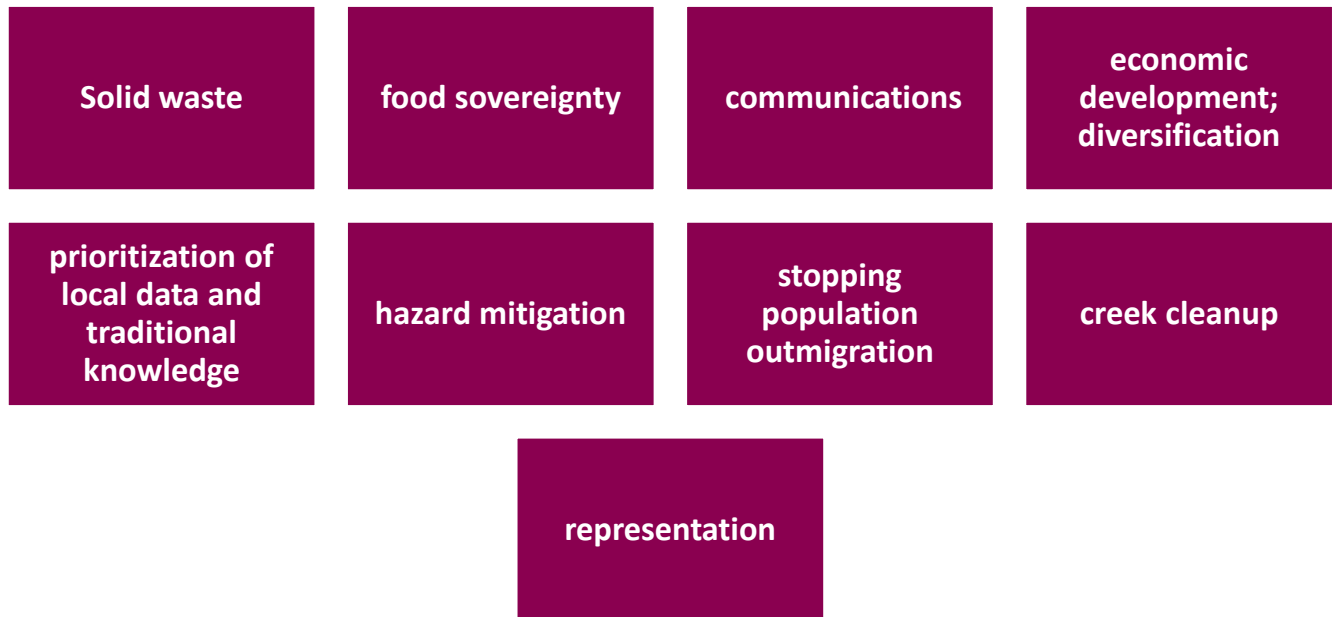 Solid waste
food sovereignty
communications
economic
development;
diversification
prioritization of
local data and
traditional
knowledge
hazard mitigation
stopping
population
outmigration
creek cleanup
representation